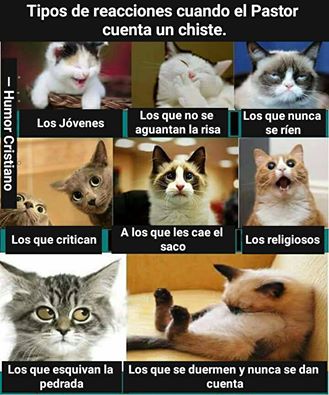 Tipos de reacciones cuando el Pastor
cuenta un chiste.
— Humor Cristiano
Los Jóvenes
Los que no se
aguantan la risa
Los que nunca
se ríen
Los que critican
A los que les cae el
saco
Los religiosos
Los que esquivan la
pedrada
Los que se duermen y nunca se dan
cuenta